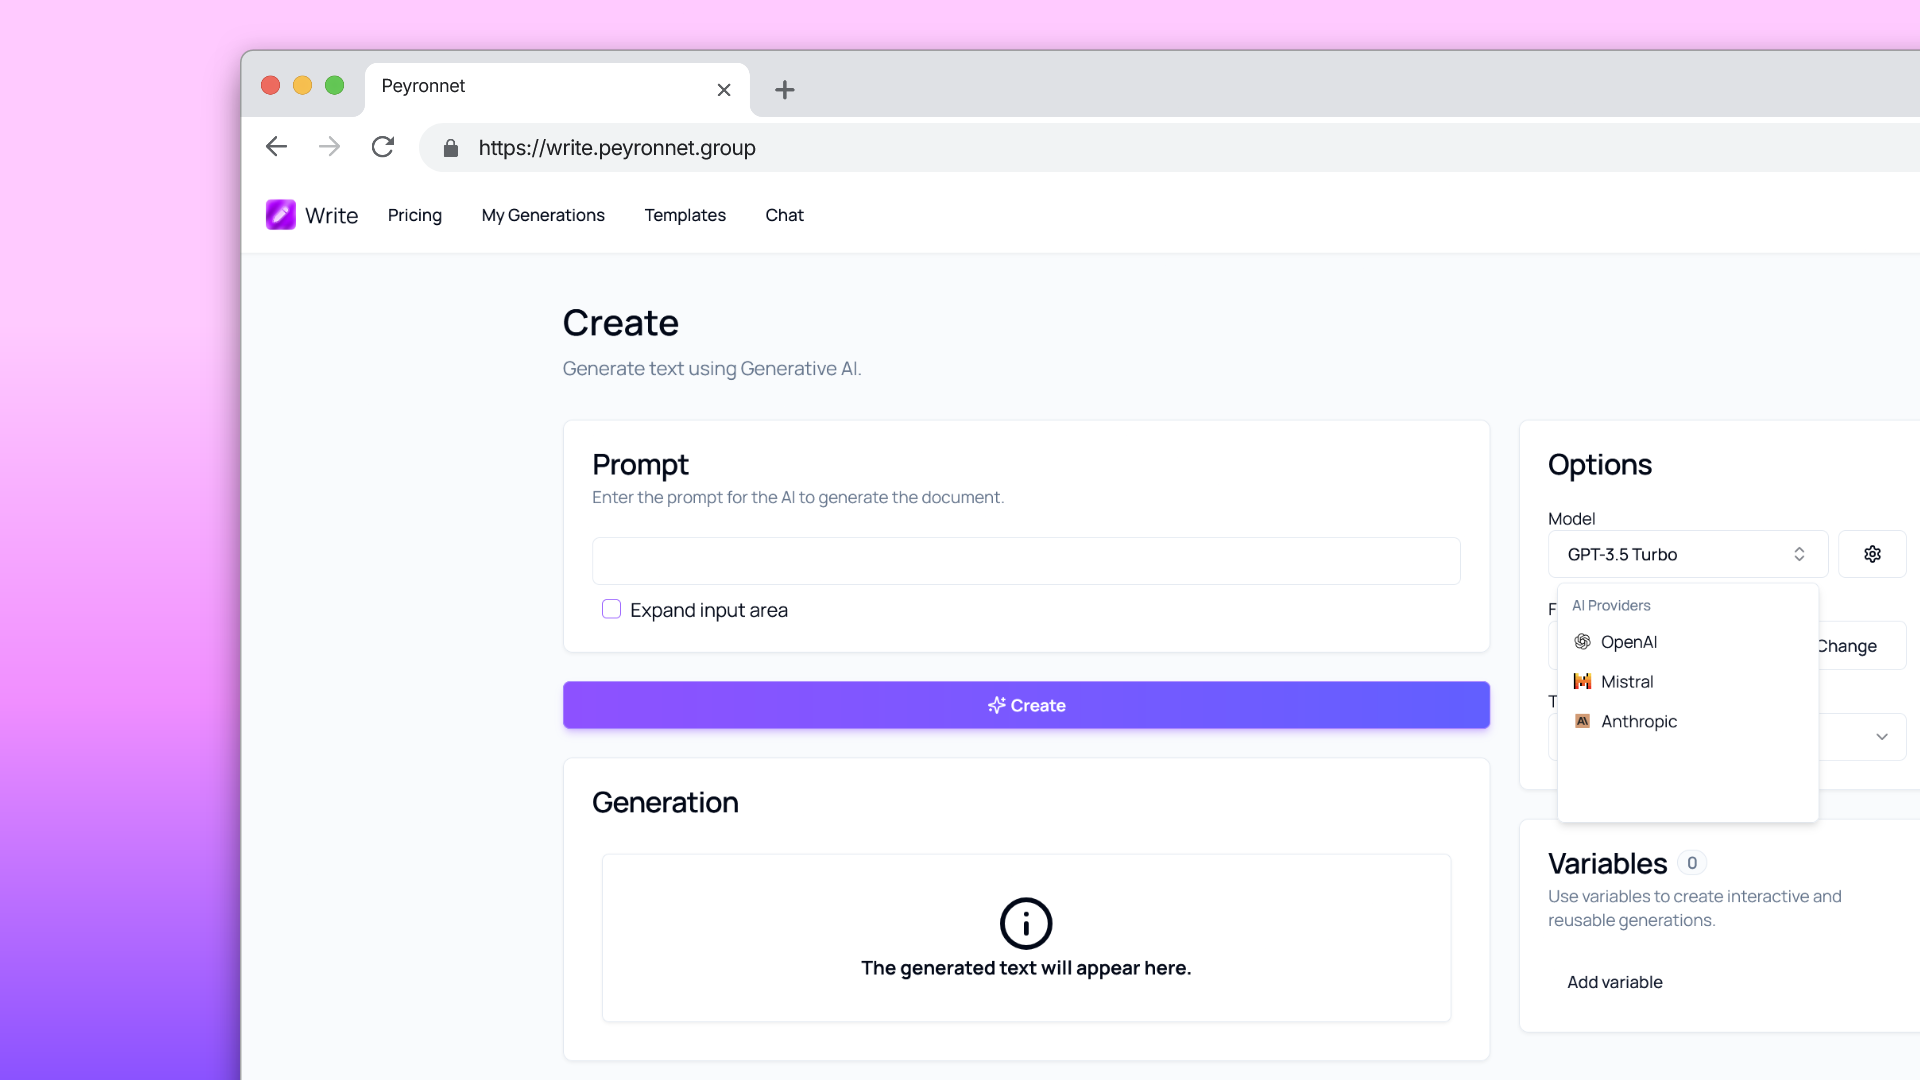 Peyronnet
https://write.peyronnet.group
Write
Pricing
My Generations
Templates
Chat
Create
Generate text using Generative AI.
Prompt
Enter the prompt for the AI to generate the document.
Expand input area
Create
Generation
The generated text will appear here.
Options
Model
GPT-3.5 Turbo
F
AI Providers
OpenAI
Change
Mistral
T
Anthropic
Variables 0
Use variables to create interactive and
reusable generations.
Add variable